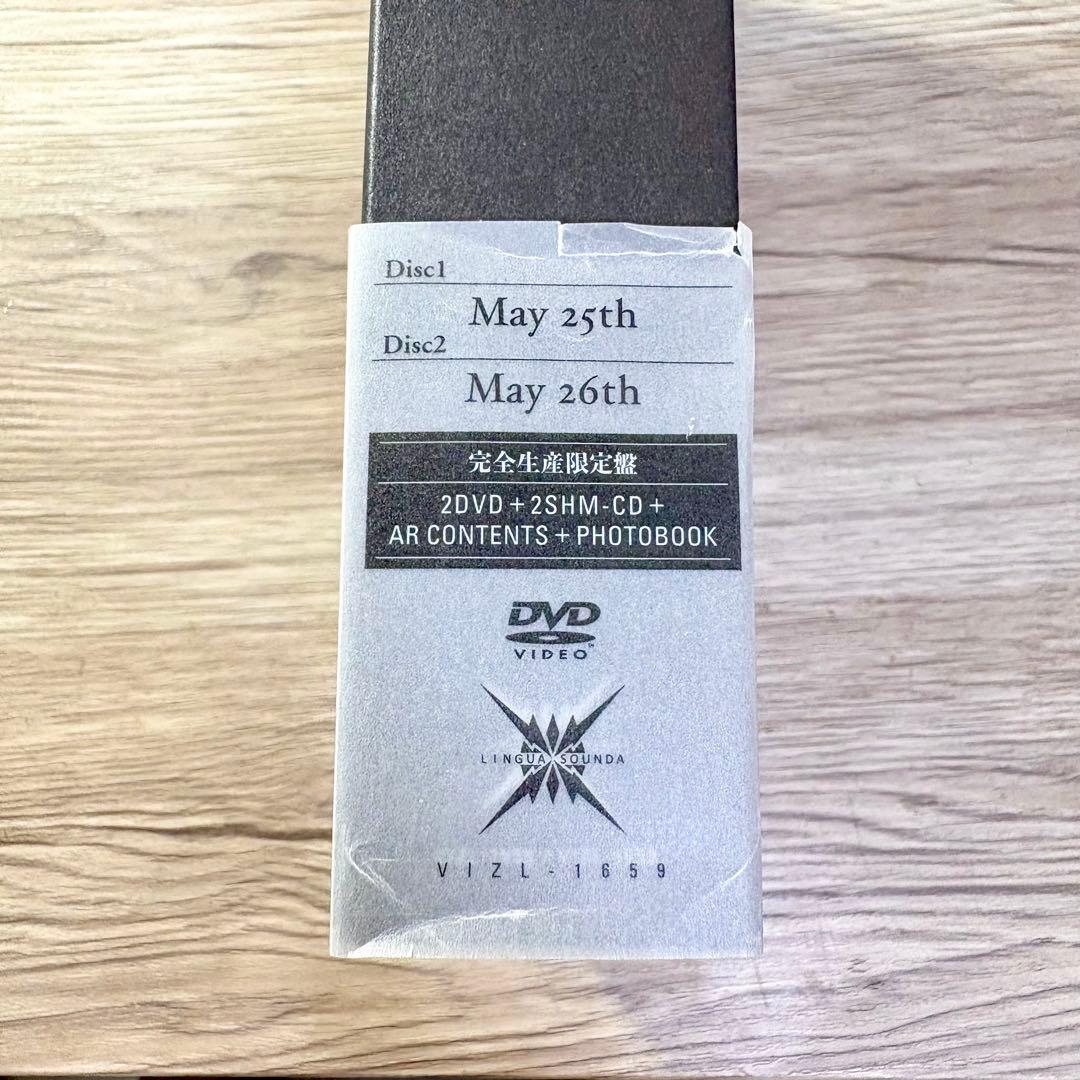 Disc1
May 25th
Disc2
May 26th
完全生産限定盤
2DVD+2SHM-CD+
AR CONTENTS+PHOTOBOOK
DVD
VIDEO™
LINGUA SOUNDA
VIZL-1659